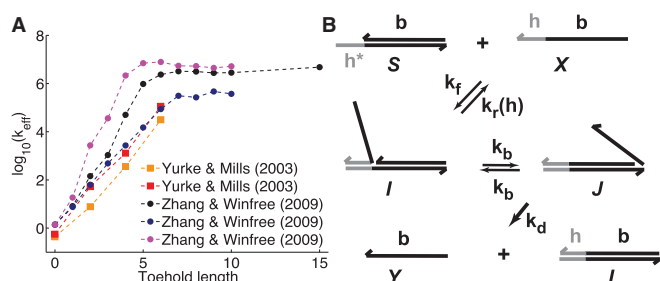 A
B
log10(keff)
8
6
4
2
0
0
5
10
15
Toehold length
Yurke & Mills (2003)
Yurke & Mills (2003)
Zhang & Winfree (2009)
Zhang & Winfree (2009)
Zhang & Winfree (2009)
b
h*
S
+
h b
X
kf
kr(h)
I
kb
kb
J
kd
b
Y
+
h b
L